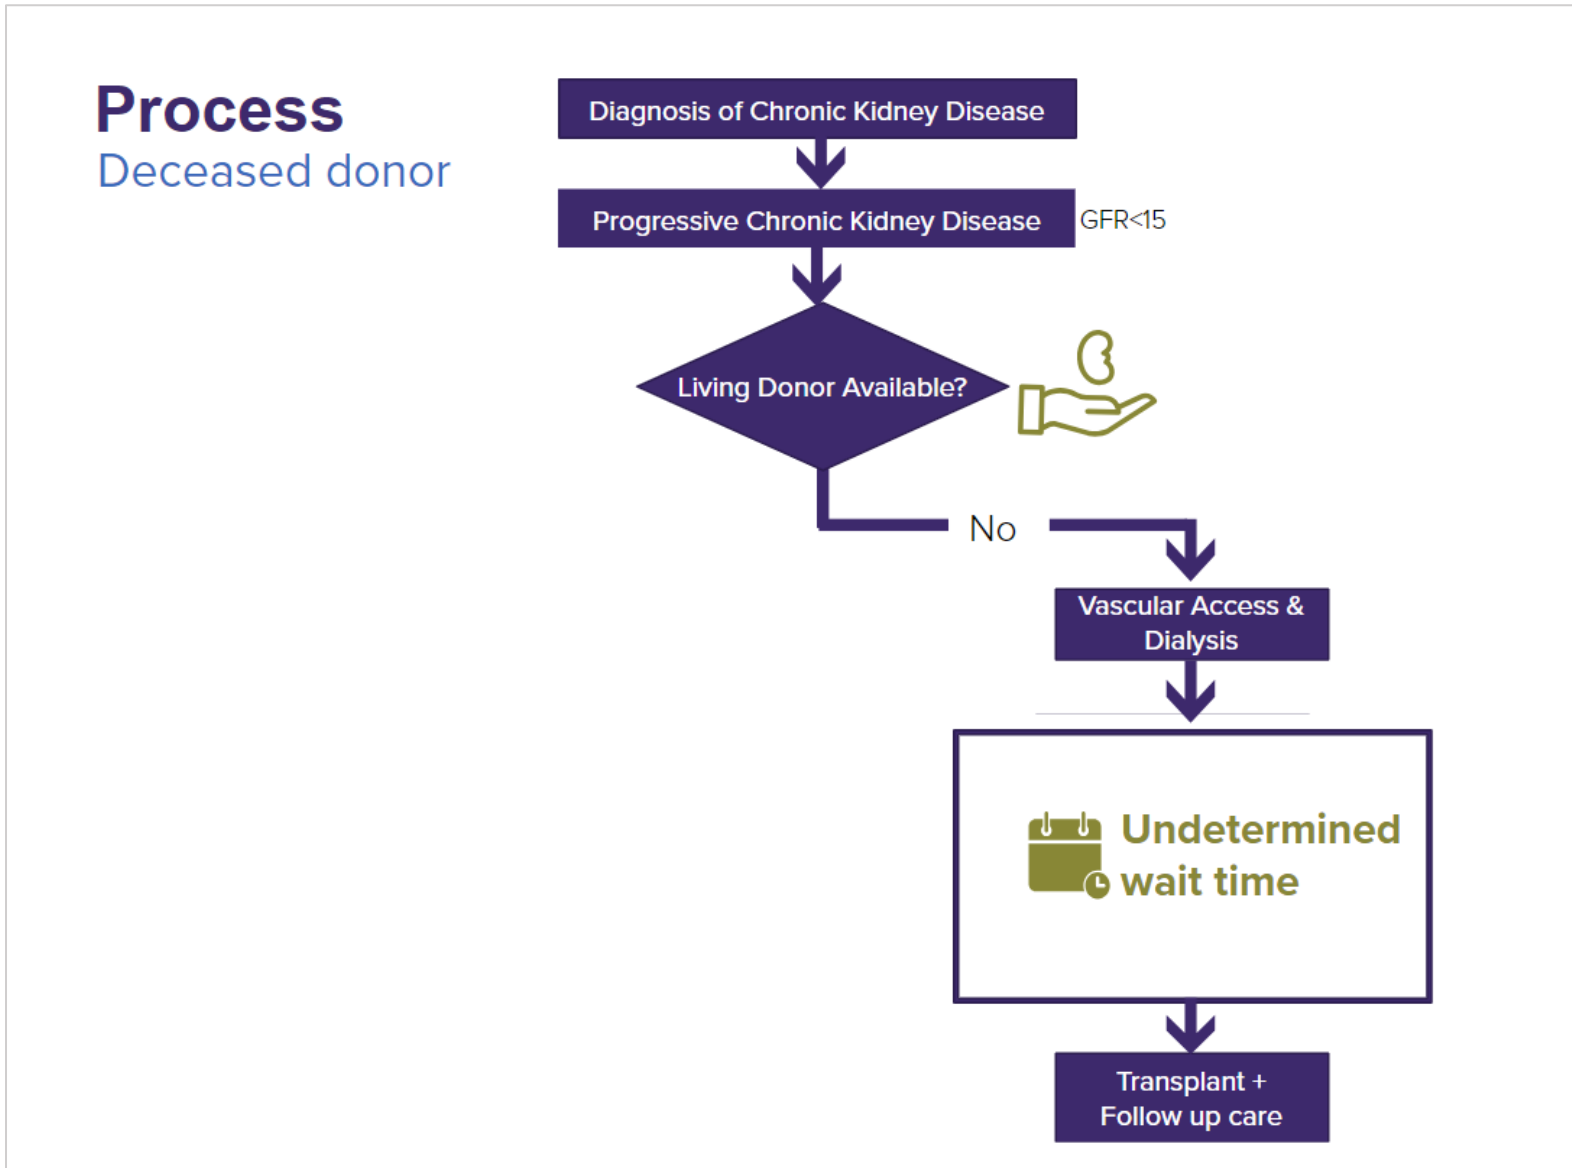 Process
Deceased donor
Diagnosis of Chronic Kidney Disease
Progressive Chronic Kidney Disease
GFR<15
Living Donor Available?
No
Vascular Access &
Dialysis
Undetermined
wait time
Transplant +
Follow up care